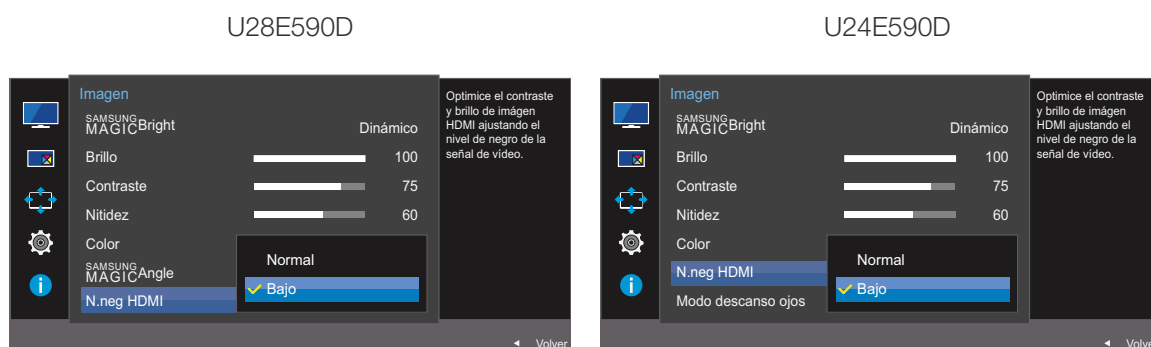 U28E590D
Imagen
SAMSUNG MAGICBright Dinámico
Brillo 100
Contraste 75
Nitidez 60
Color
SAMSUNG MAGICAngle
N.neg HDMI
Normal
Bajo
Optimice el contraste
y brillo de imágen
HDMI ajustando el
nivel de negro de la
señal de vídeo.
Volver
U24E590D
Imagen
SAMSUNG MAGICBright Dinámico
Brillo 100
Contraste 75
Nitidez 60
Color
N.neg HDMI
Modo descanso ojos
Normal
Bajo
Optimice el contraste
y brillo de imágen
HDMI ajustando el
nivel de negro de la
señal de vídeo.
Volver